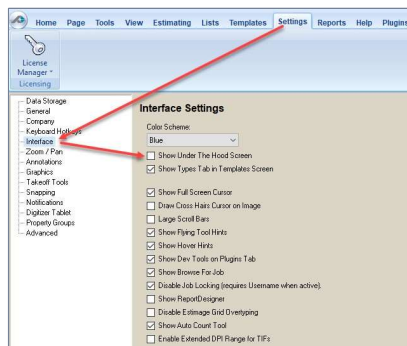 Home Page Tools View Estimating Lists Templates Settings Reports Help Plugins
License
Manager
Licensing
Data Storage
General
Company
Keyboard Hotkeys
Interface
Zoom / Pan
Annotations
Graphics
Takeoff Tools
Snapping
Notifications
Digitizer Tablet
Property Groups
Advanced
Interface Settings
Color Scheme:
Blue
Show Under The Hood Screen
Show Types Tab in Templates Screen
Show Full Screen Cursor
Draw Cross Hairs Cursor on Image
Large Scroll Bars
Show Flying Tool Hints
Show Hover Hints
Show Dev Tools on Plugins Tab
Show Browse For Job
Disable Job Locking (requires Username when active).
Show ReportDesigner
Disable Estimage Grid Overtyping
Show Auto Count Tool
Enable Extended DPI Range for TIFs